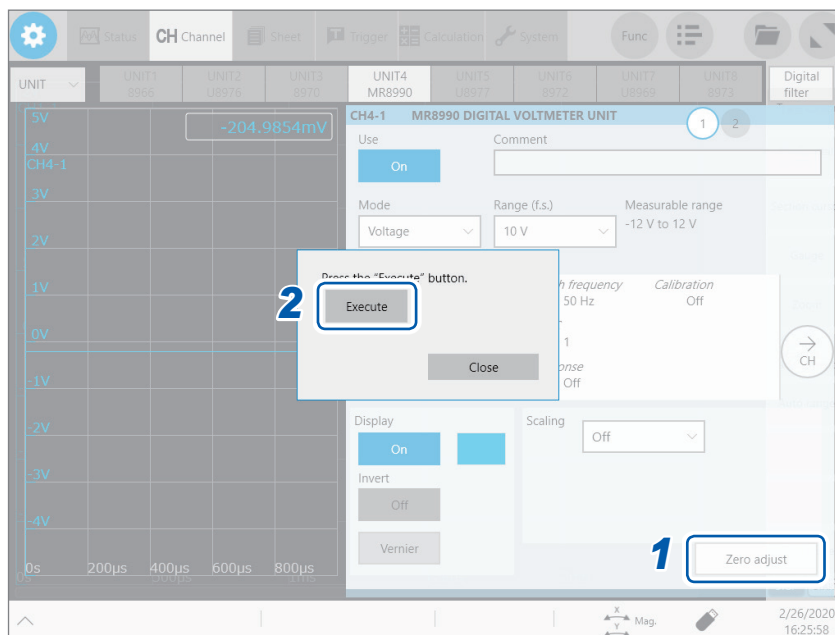 Status
CH Channel
Sheet
Trigger
Calculation
System
Func
UNIT
UNIT1
8966
UNIT2
U8976
UNIT3
8970
UNIT4
MR8990
UNIT5
U8977
UNIT6
8972
UNIT7
U8969
UNIT8
8973
Digital
filter
5V
-204.9854mV
4V
CH4-1
3V
2V
1V
0V
-1V
-2V
-3V
-4V
0s 200µs 400µs 600µs 800µs
0s 500µs 1ms
CH4-1 MR8990 DIGITAL VOLTMETER UNIT
1 2
Use
On
Comment
Mode
Voltage
Range (f.s.)
10 V
Measurable range
-12 V to 12 V
Press the "Execute" button.
2
Execute
Close
frequency
50 Hz
Calibration
Off
1
Off
CH
Display
On
Scaling
Off
Invert
Off
Vernier
1
Zero adjust
X
Y
Mag.
2/26/2020
16:25:58